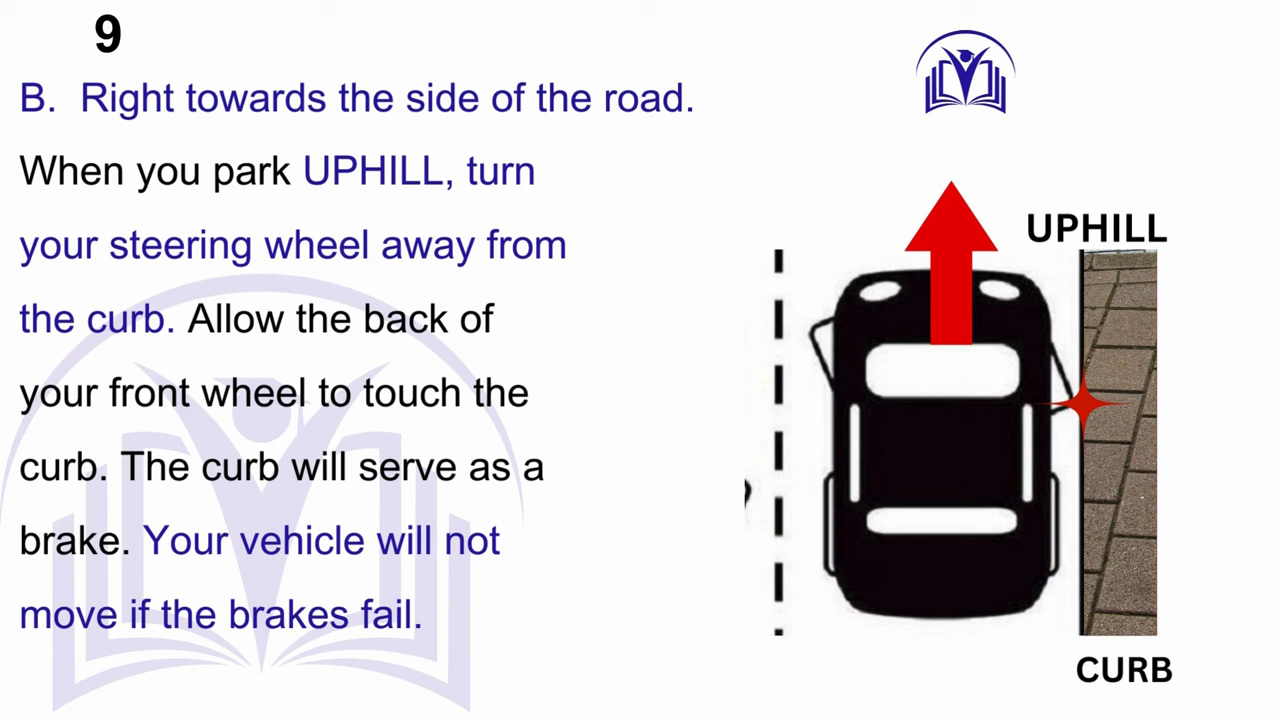 9
B. Right towards the side of the road.
When you park UPHILL, turn
your steering wheel away from
the curb. Allow the back of
your front wheel to touch the
curb. The curb will serve as a
brake. Your vehicle will not
move if the brakes fail.
UPHILL
CURB